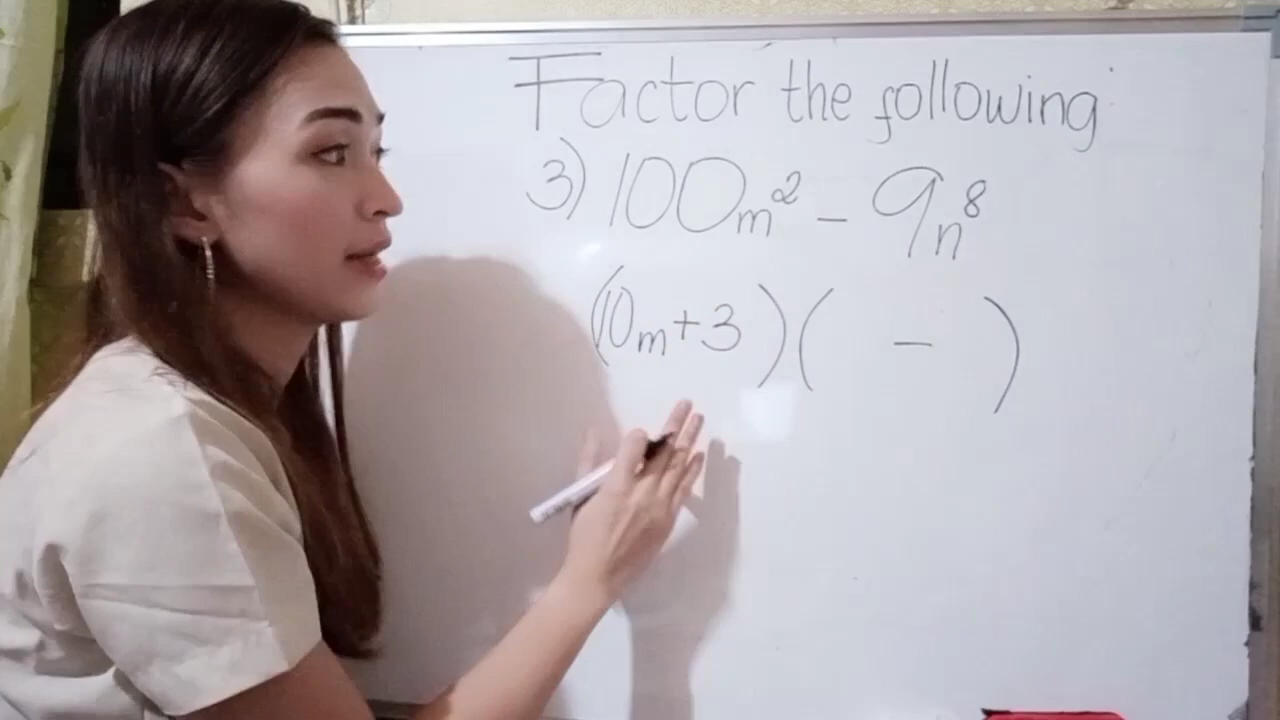 Factor the following
3) 100m² - 9n⁸
(10m+3 )( - )